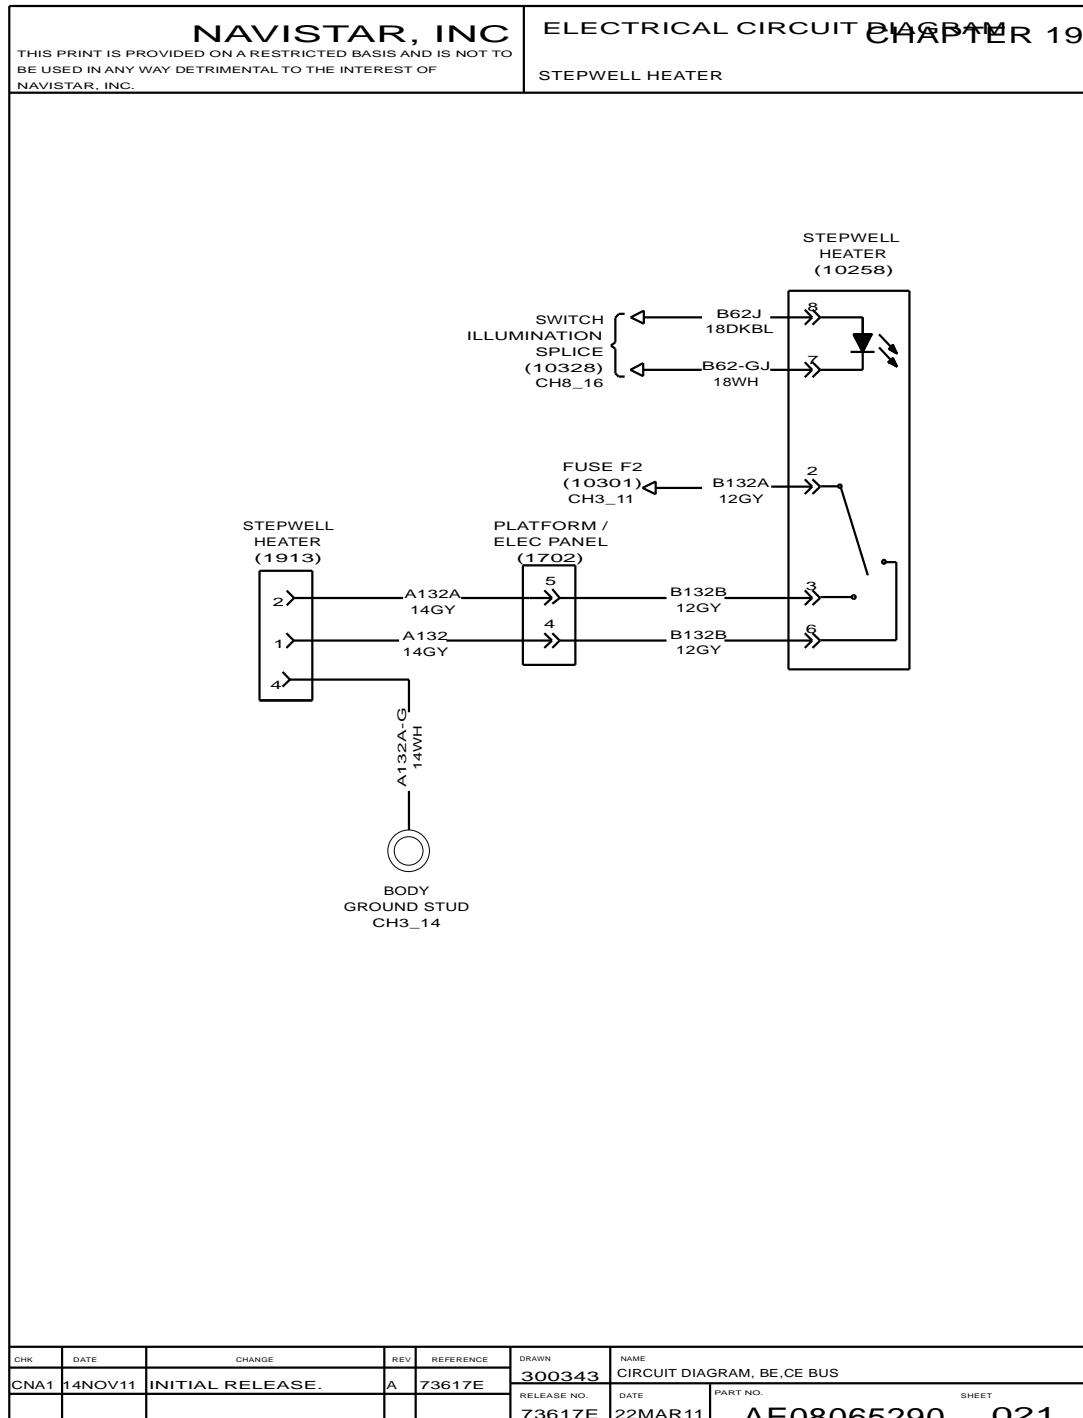 NAVISTAR, INC
THIS PRINT IS PROVIDED ON A RESTRICTED BASIS AND IS NOT TO
BE USED IN ANY WAY DETRIMENTAL TO THE INTEREST OF
NAVISTAR, INC.
ELECTRICAL CIRCUIT DIAGRAM
CHAPTER 19
STEPWELL HEATER
STEPWELL
HEATER
(10258)
SWITCH
ILLUMINATION
SPLICE
(10328)
CH8_16
B62J
18DKBL
8
B62-GJ
18WH
7
FUSE F2
(10301)
CH3_11
B132A
12GY
2
STEPWELL
HEATER
(1913)
PLATFORM /
ELEC PANEL
(1702)
2
A132A
14GY
5
B132B
12GY
3
1
A132
14GY
4
B132B
12GY
6
4
A132A-G
14WH
BODY
GROUND STUD
CH3_14
CHK DATE CHANGE REV REFERENCE
CNA1 14NOV11 INITIAL RELEASE. A 73617E
DRAWN
300343
NAME
CIRCUIT DIAGRAM, BE,CE BUS
RELEASE NO.
73617E
DATE
22MAR11
PART NO.
AE08065290
SHEET
021